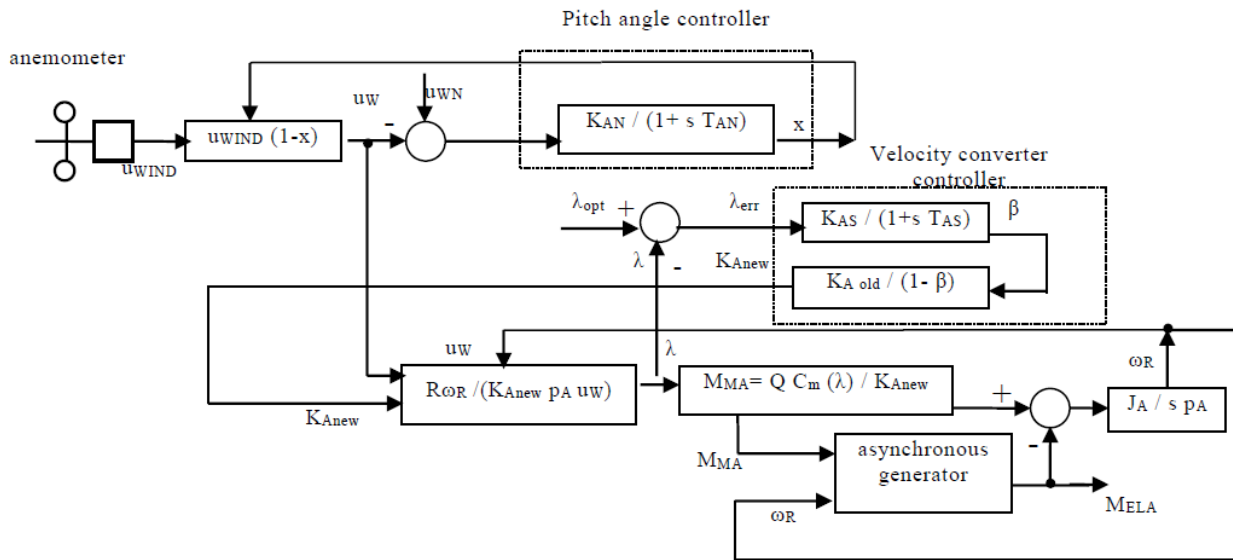 Pitch angle controller
anemometer
uW
uWN
uWIND (1-x)
KAN / (1+ s TAN)
x
uWIND
Velocity converter
controller
λopt
+
λerr
KAS / (1+s TAS)
β
λ
-
KAnew
KA old / (1- β)
-
uW
λ
ωR
RωR /(KAnew pA uW)
MMA= Q Cm (λ) / KAnew
+
JA / s pA
KAnew
-
MMA
asynchronous
generator
ωR
MELA